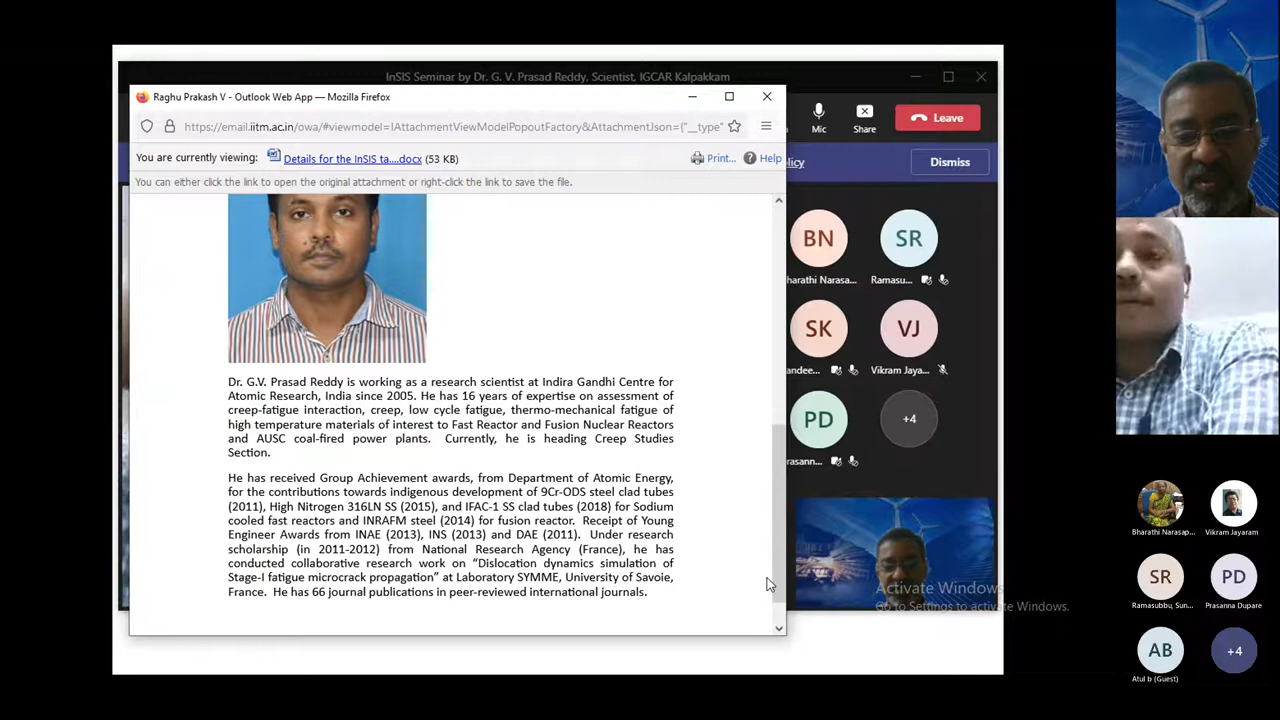 InSIS Seminar by Dr. G. V. Prasad Reddy, Scientist, IGCAR Kalpakkam
Raghu Prakash V - Outlook Web App — Mozilla Firefox
https://email.iitm.ac.in/owa/#viewmodel=IAttachmentViewModelPopoutFactory&AttachmentJson={"__type"
Mic
Share
Leave
You are currently viewing:
Details for the InSIS ta....docx (53 KB)
Print...
Help
olicy
Dismiss
You can either click the link to open the original attachment or right-click the link to save the file.
Dr. G.V. Prasad Reddy is working as a research scientist at Indira Gandhi Centre for
Atomic Research, India since 2005. He has 16 years of expertise on assessment of
creep-fatigue interaction, creep, low cycle fatigue, thermo-mechanical fatigue of
high temperature materials of interest to Fast Reactor and Fusion Nuclear Reactors
and AUSC coal-fired power plants. Currently, he is heading Creep Studies
Section.
He has received Group Achievement awards, from Department of Atomic Energy,
for the contributions towards indigenous development of 9Cr-ODS steel clad tubes
(2011), High Nitrogen 316LN SS (2015), and IFAC-1 SS clad tubes (2018) for Sodium
cooled fast reactors and INRAFM steel (2014) for fusion reactor. Receipt of Young
Engineer Awards from INAE (2013), INS (2013) and DAE (2011). Under research
scholarship (in 2011-2012) from National Research Agency (France), he has
conducted collaborative research work on “Dislocation dynamics simulation of
Stage-I fatigue microcrack propagation” at Laboratory SYMME, University of Savoie,
France. He has 66 journal publications in peer-reviewed international journals.
BN
SR
harathi Narasa...
Ramasu...
SK
VJ
andee...
Vikram Jaya...
PD
+4
rasann...
Activate Windows
Go to Settings to activate Windows.
Bharathi Narasap...
Vikram Jayaram
SR
PD
Ramasubbu, Sun...
Prasanna Dupare
AB
+4
Atul b (Guest)